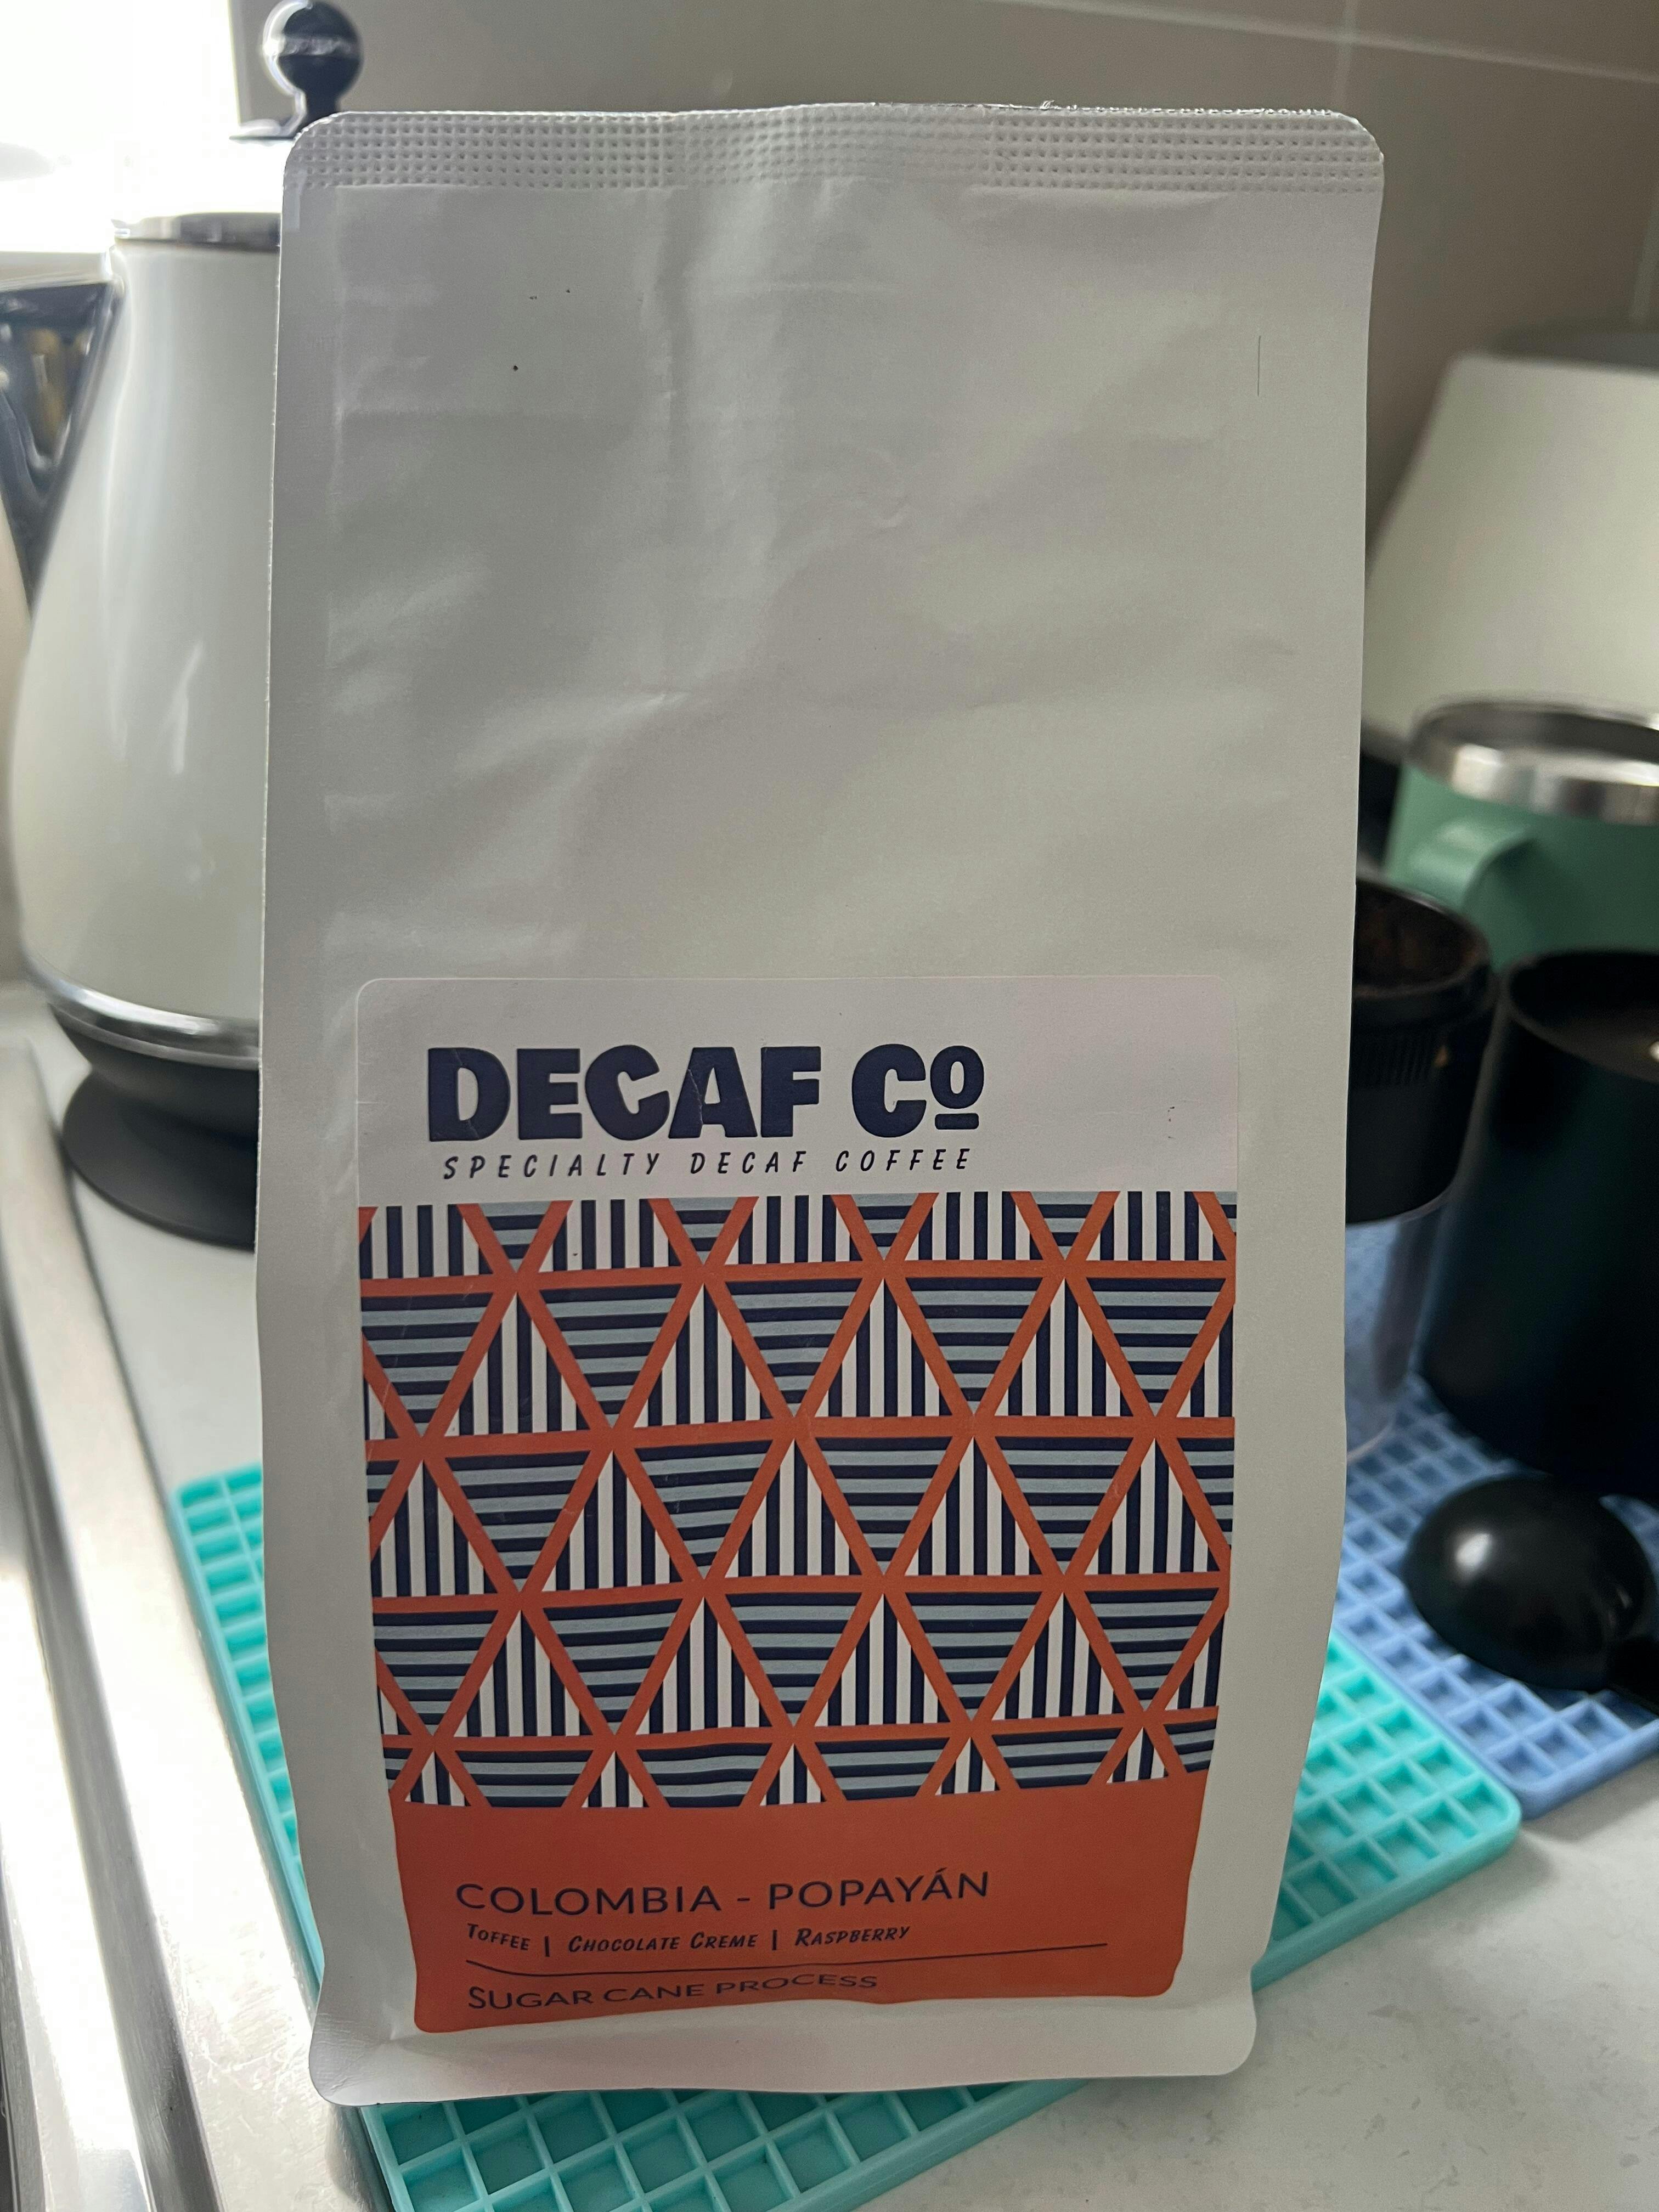 DECAF Co
SPECIALTY DECAF COFFEE
COLOMBIA - POPAYÁN
TOFFEE | CHOCOLATE CREME | RASPBERRY
SUGAR CANE PROCESS